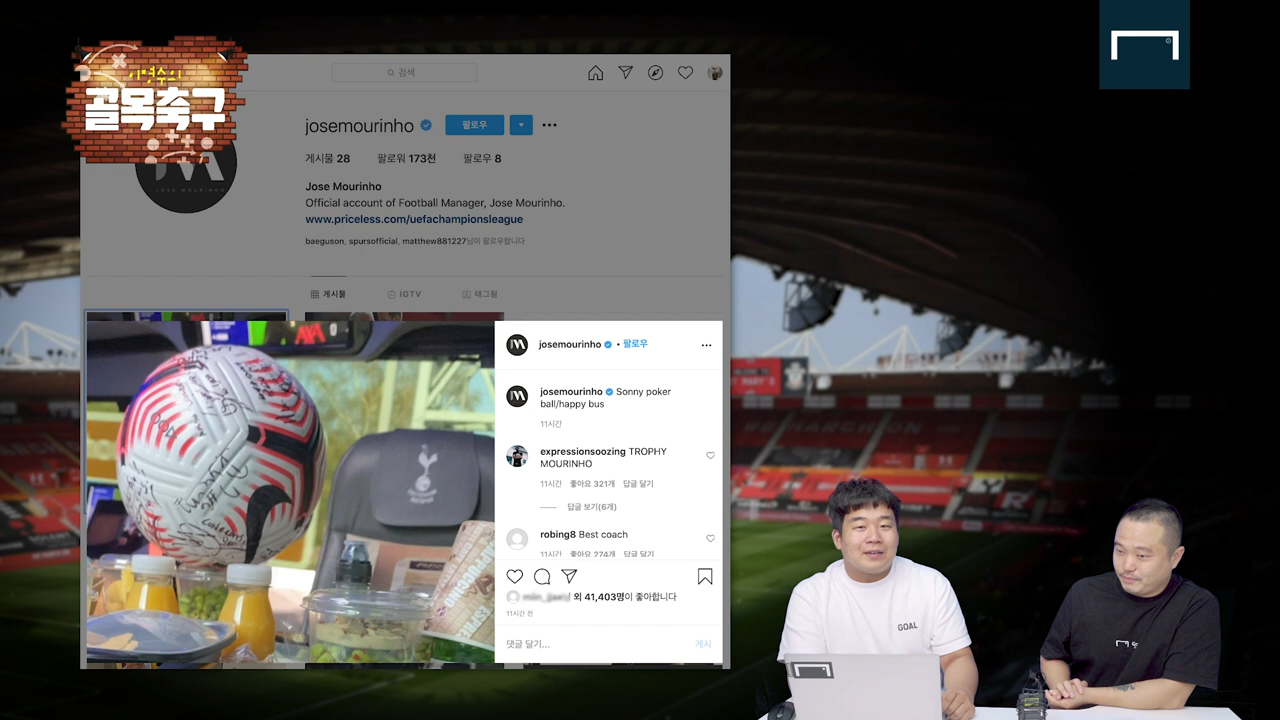 이명수의
골목축구
검색
josemourinho
팔로우
게시물 28
팔로워 173천
팔로우 8
Jose Mourinho
Official account of Football Manager, Jose Mourinho.
www.priceless.com/uefachampionsleague
baeguson, spursofficial, matthew881227님이 팔로우합니다
JOSE MOURINHO
게시물
IGTV
태그됨
AXA
josemourinho • 팔로우
josemourinho Sonny poker
ball/happy bus
11시간
expressionsoozing TROPHY
MOURINHO
11시간 좋아요 321개 답글 달기
답글 보기(6개)
robing8 Best coach
11시간 좋아요 274개 답글 달기
외 41,403명이 좋아합니다
11시간 전
댓글 달기...
게시
GOAL